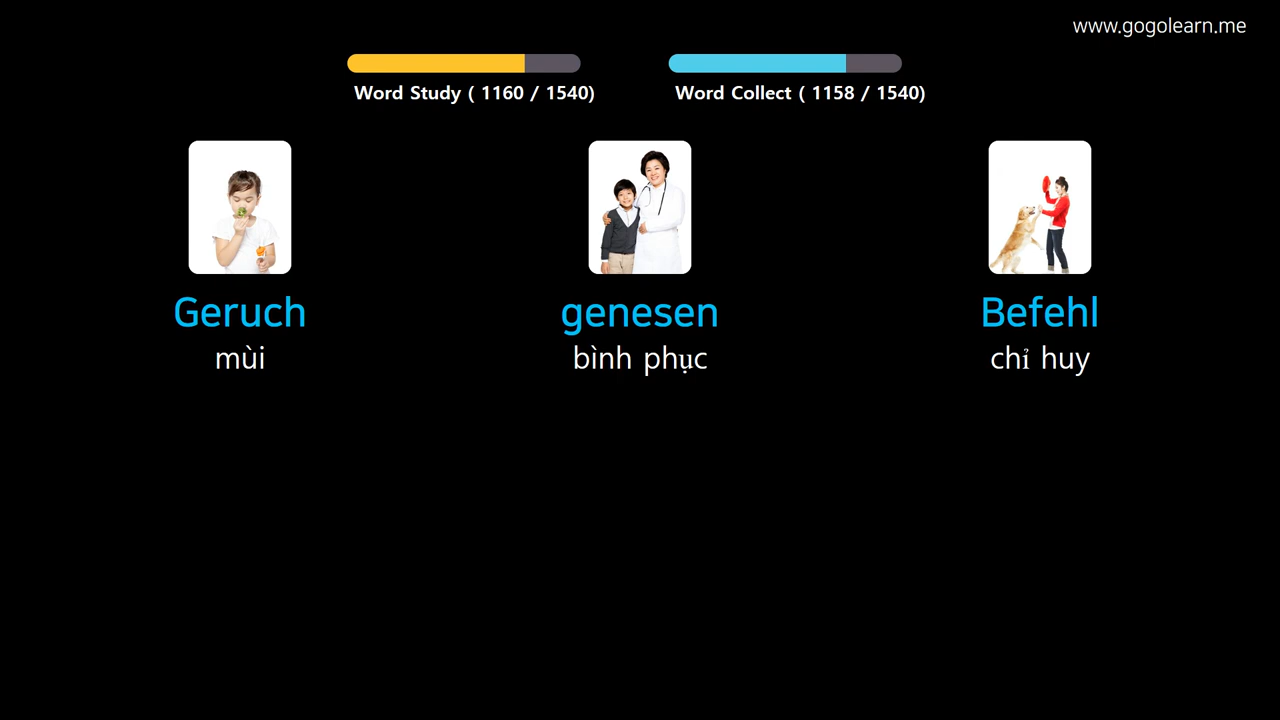 www.gogolearn.me
Word Study ( 1160 / 1540)
Word Collect ( 1158 / 1540)
Geruch
mùi
genesen
bình phục
Befehl
chỉ huy